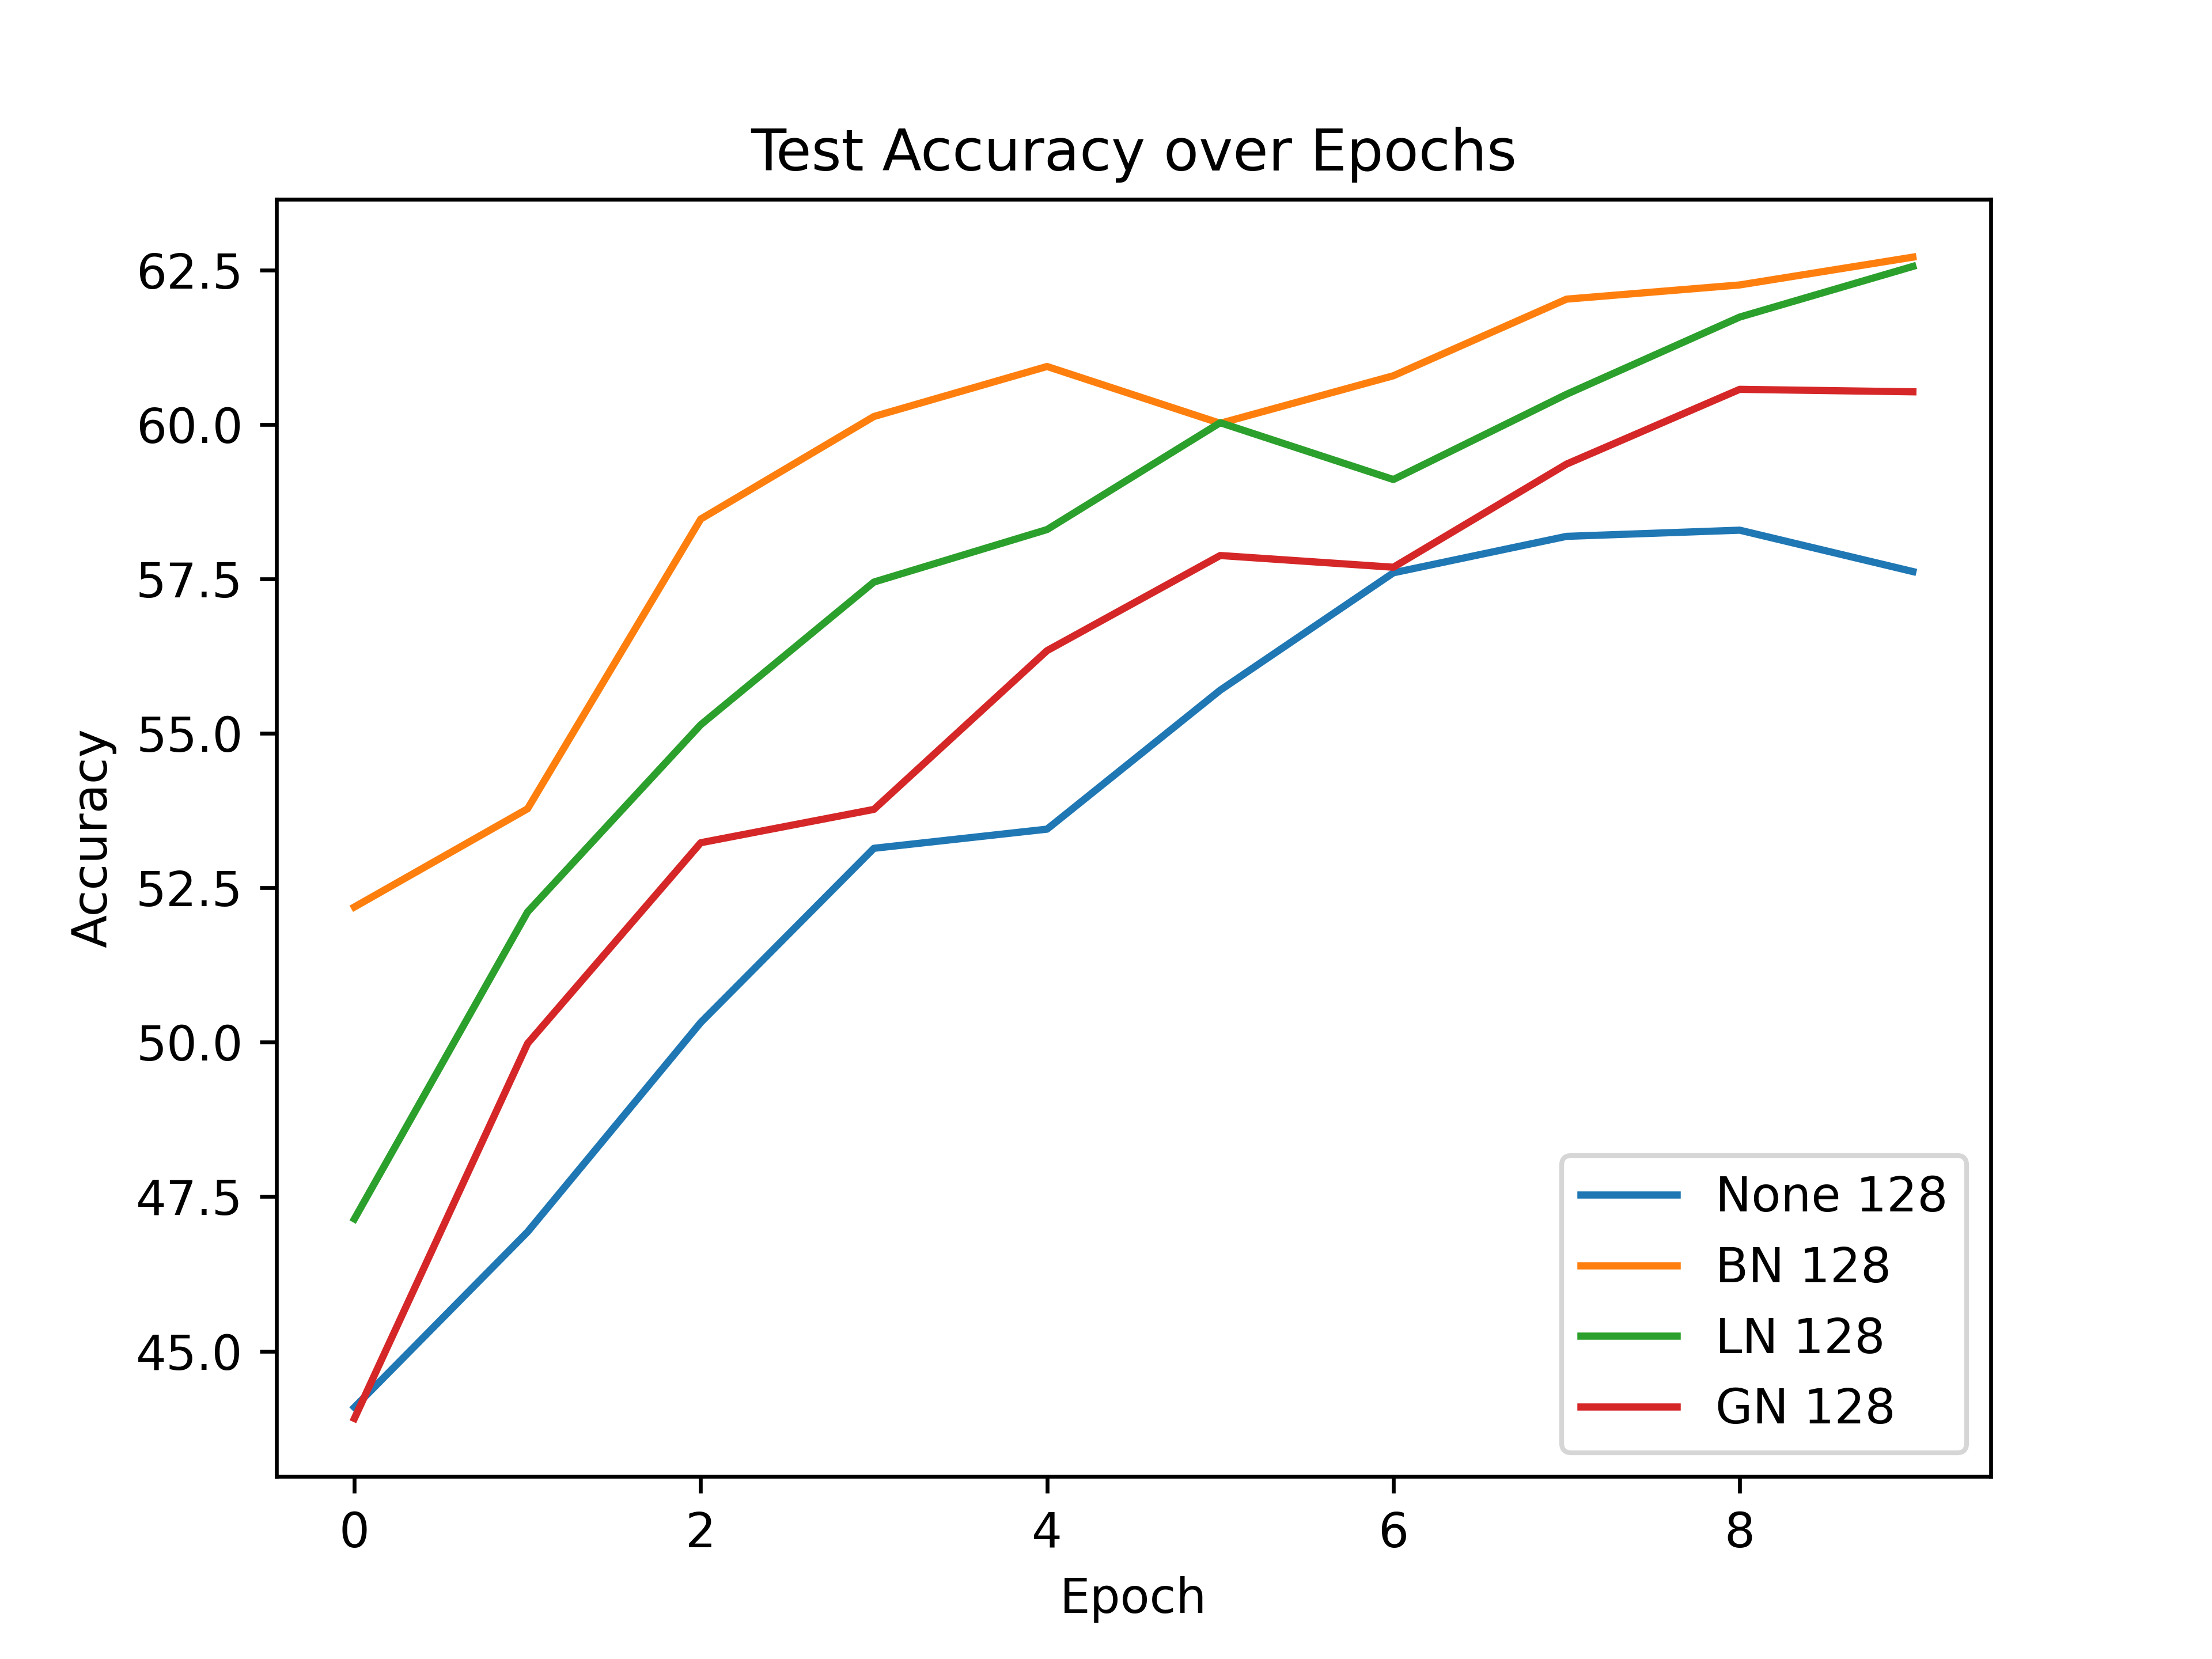 Test Accuracy over Epochs
62.5
60.0
57.5
55.0
52.5
50.0
47.5
45.0
Accuracy
None 128
BN 128
LN 128
GN 128
0 2 4 6 8
Epoch